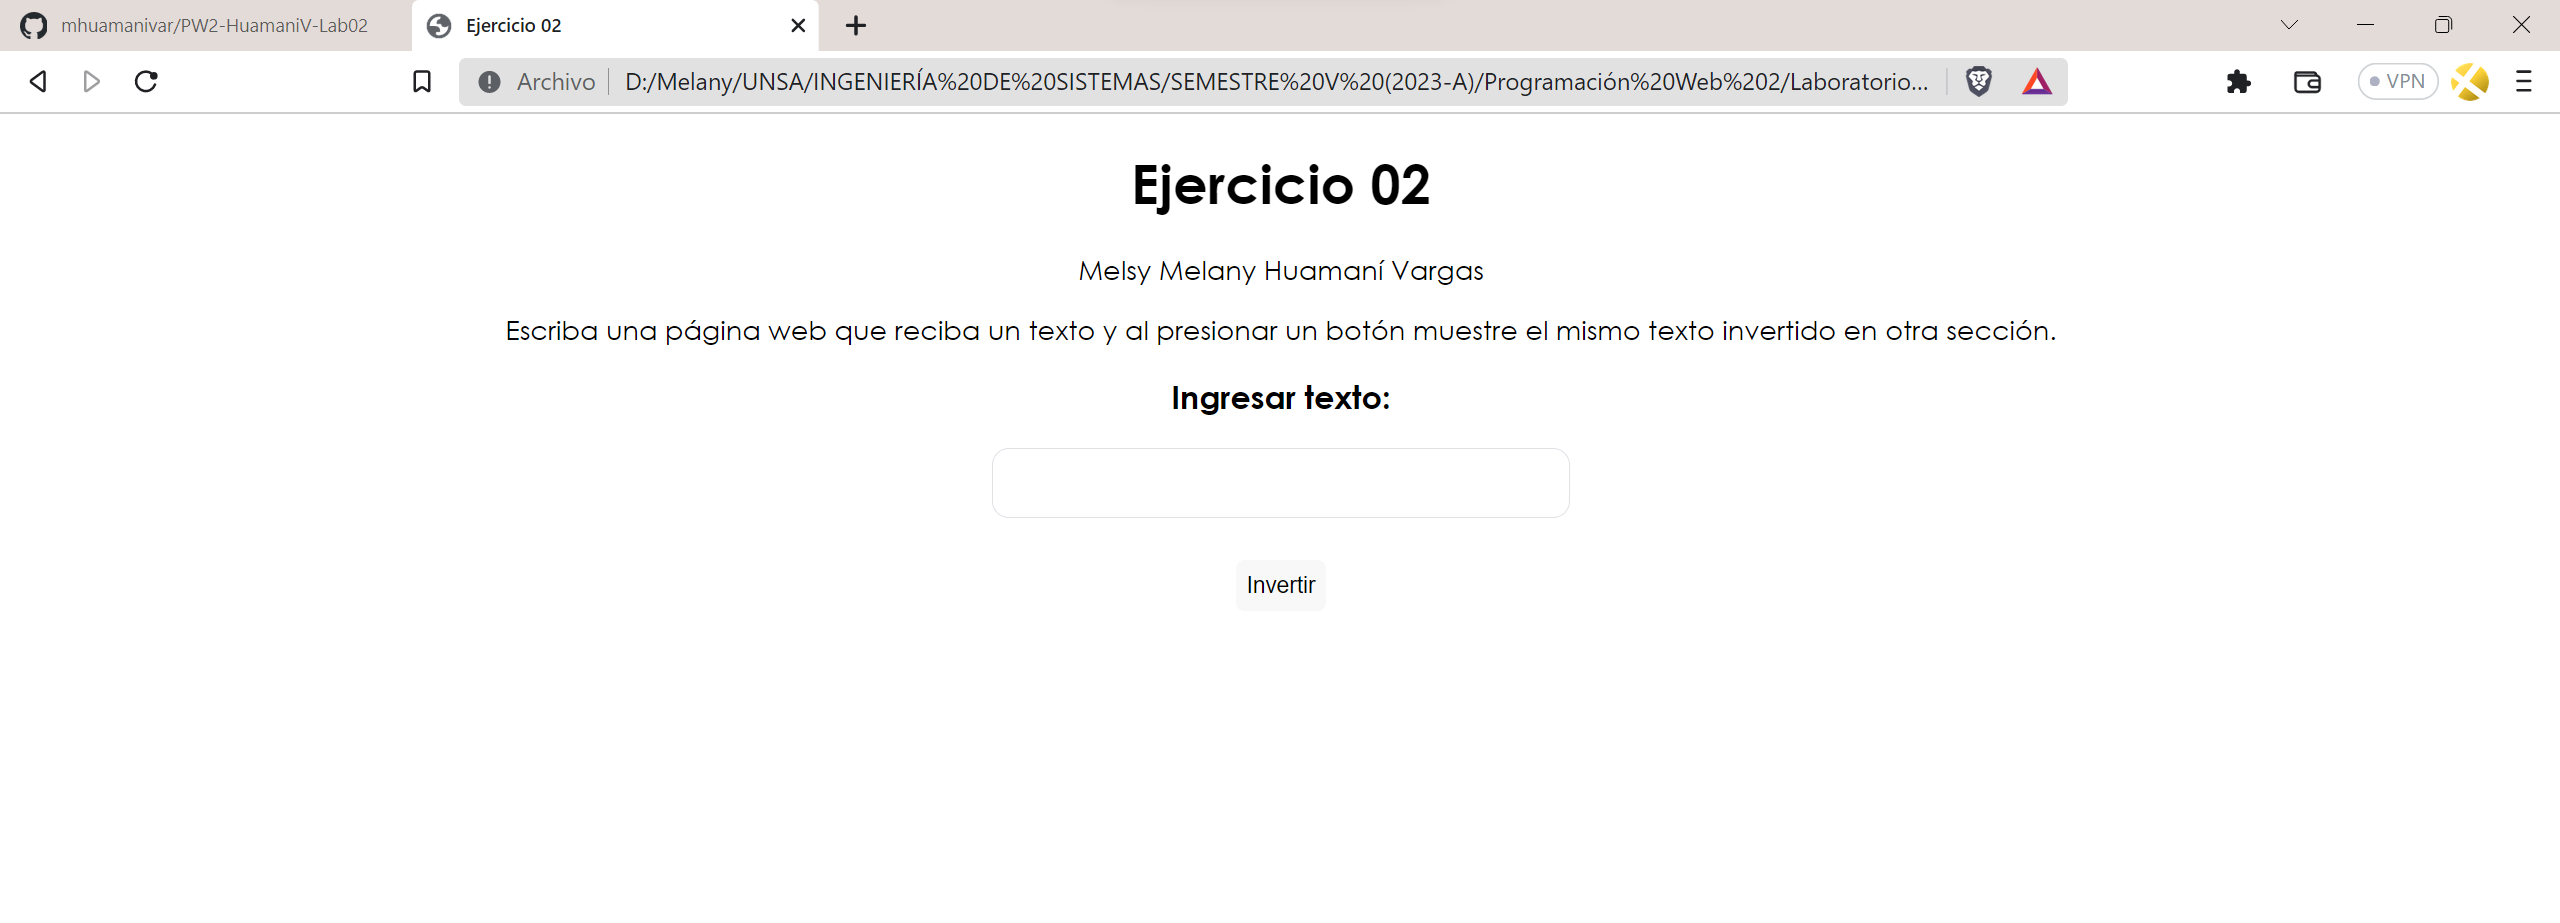 mhuamanivar/PW2-HuamaniV-Lab02
Ejercicio 02
Archivo
D:/Melany/UNSA/INGENIERÍA%20DE%20SISTEMAS/SEMESTRE%20V%20(2023-A)/Programación%20Web%202/Laboratorio...
VPN
Ejercicio 02
Melsy Melany Huamaní Vargas
Escriba una página web que reciba un texto y al presionar un botón muestre el mismo texto invertido en otra sección.
Ingresar texto:
Invertir